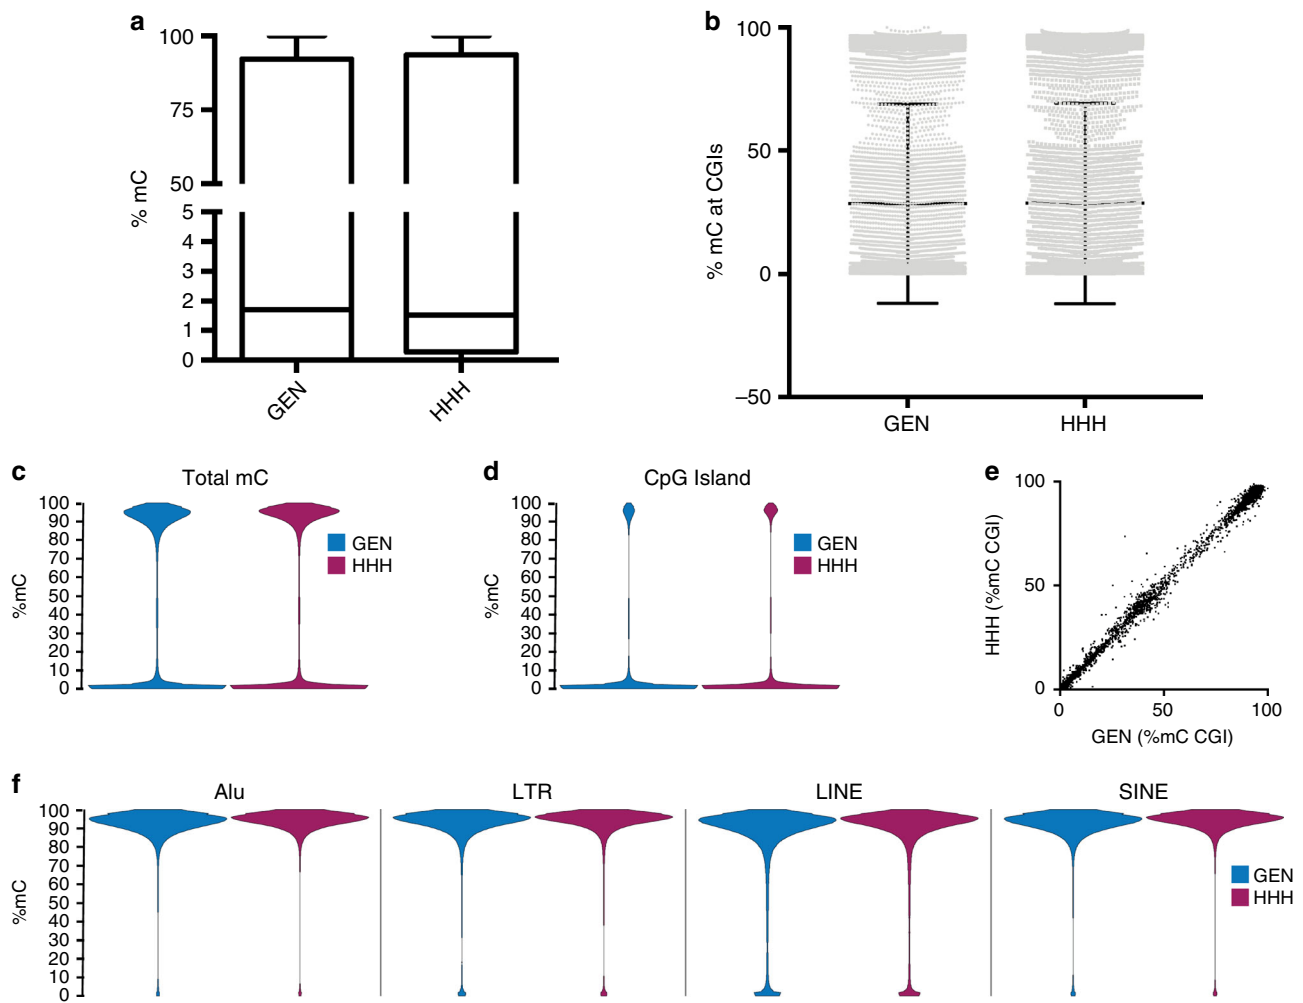 a
100
75
50
5
4
3
2
1
0
% mC
GEN
HHH
b
100
50
0
–50
% mC at CGIs
GEN
HHH
c
Total mC
100
90
80
70
60
50
40
30
20
10
0
%mC
GEN
HHH
d
CpG Island
100
90
80
70
60
50
40
30
20
10
0
%mC
GEN
HHH
e
100
50
0
HHH (%mC CGI)
0
50
100
GEN (%mC CGI)
f
Alu
LTR
LINE
SINE
100
90
80
70
60
50
40
30
20
10
0
%mC
GEN
HHH